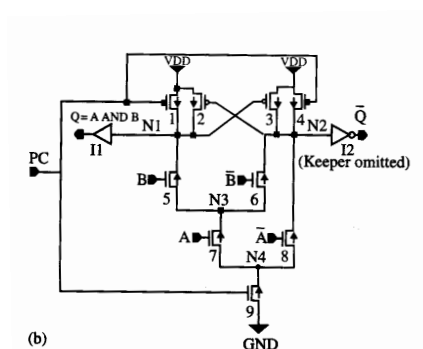 VDD VDD
1 2 3 4
Q= A AND B N1 N2 Q̅
I1 I2
(Keeper omitted)
PC
B B̅
5 6
N3
A A̅
7 8
N4
9
(b) GND